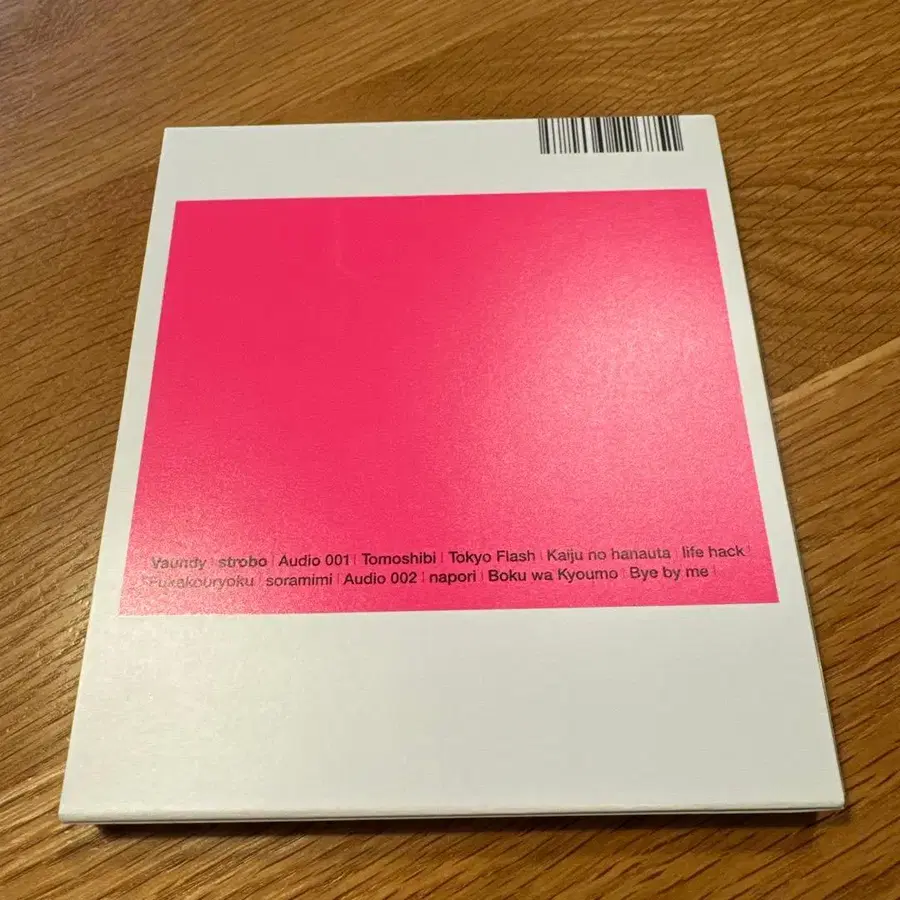 Vaundy | strobo | Audio 001 | Tomoshibi | Tokyo Flash | Kaiju no hanauta | life hack |
Fukakouryoku | soramimi | Audio 002 | napori | Boku wa Kyoumo | Bye by me |